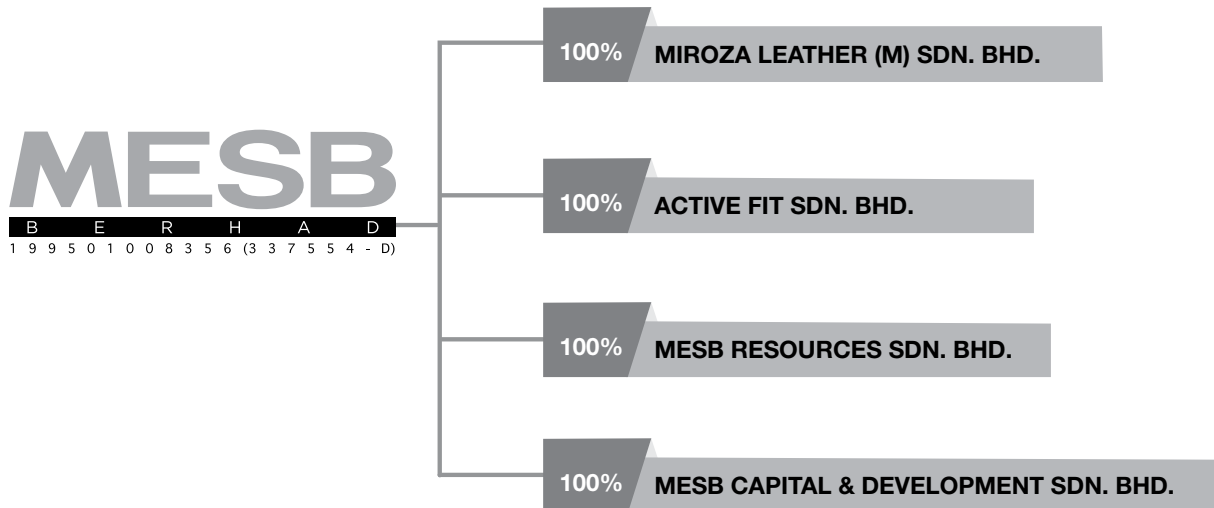 MESB
BERHAD
199501008356(337554-D)
100% MIROZA LEATHER (M) SDN. BHD.
100% ACTIVE FIT SDN. BHD.
100% MESB RESOURCES SDN. BHD.
100% MESB CAPITAL & DEVELOPMENT SDN. BHD.